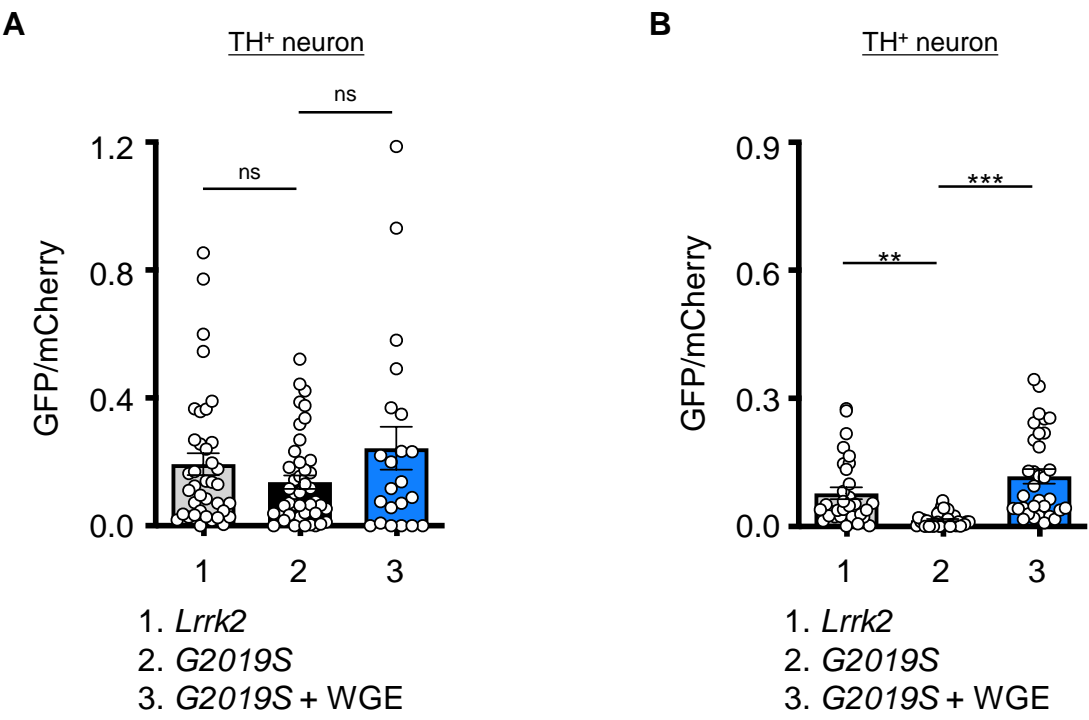 A
TH⁺ neuron
ns
ns
1.2
0.8
0.4
0.0
GFP/mCherry
1 2 3
1. Lrrk2
2. G2019S
3. G2019S + WGE
B
TH⁺ neuron
***
**
0.9
0.6
0.3
0.0
GFP/mCherry
1 2 3
1. Lrrk2
2. G2019S
3. G2019S + WGE